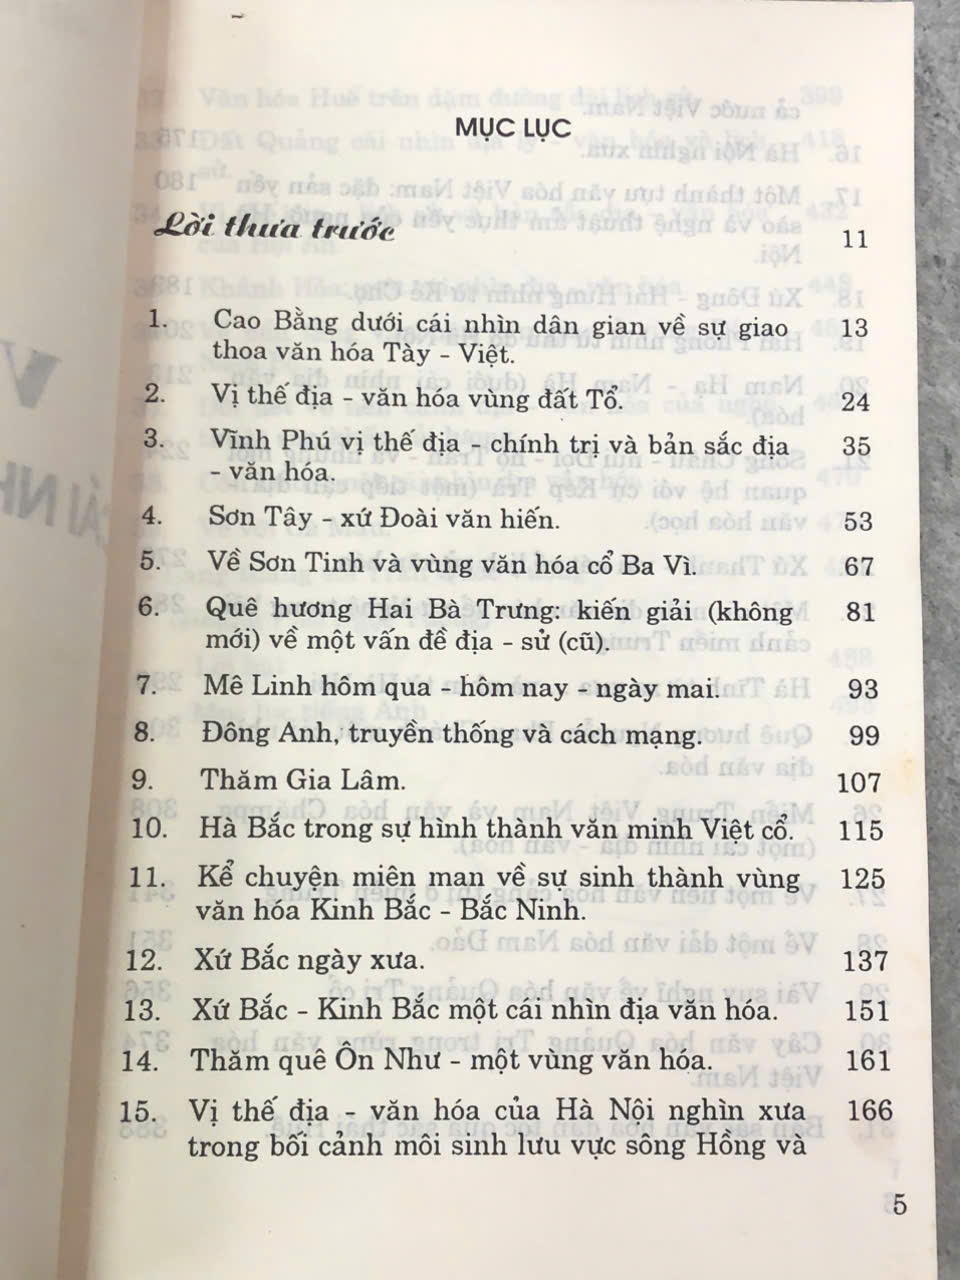 MỤC LỤC
Lời thưa trước 11
1. Cao Bằng dưới cái nhìn dân gian về sự giao 13
thoa văn hóa Tày - Việt.
2. Vị thế địa - văn hóa vùng đất Tổ. 24
3. Vĩnh Phú vị thế địa - chính trị và bản sắc địa 35
- văn hóa.
4. Sơn Tây - xứ Đoài văn hiến. 53
5. Về Sơn Tinh và vùng văn hóa cổ Ba Vì. 67
6. Quê hương Hai Bà Trưng: kiến giải (không 81
mới) về một vấn đề địa - sử (cũ).
7. Mê Linh hôm qua - hôm nay - ngày mai. 93
8. Đông Anh, truyền thống và cách mạng. 99
9. Thăm Gia Lâm. 107
10. Hà Bắc trong sự hình thành văn minh Việt cổ. 115
11. Kể chuyện miên man về sự sinh thành vùng 125
văn hóa Kinh Bắc - Bắc Ninh.
12. Xứ Bắc ngày xưa. 137
13. Xứ Bắc - Kinh Bắc một cái nhìn địa văn hóa. 151
14. Thăm quê Ôn Như - một vùng văn hóa. 161
15. Vị thế địa - văn hóa của Hà Nội nghìn xưa 166
trong bối cảnh môi sinh lưu vực sông Hồng và
5